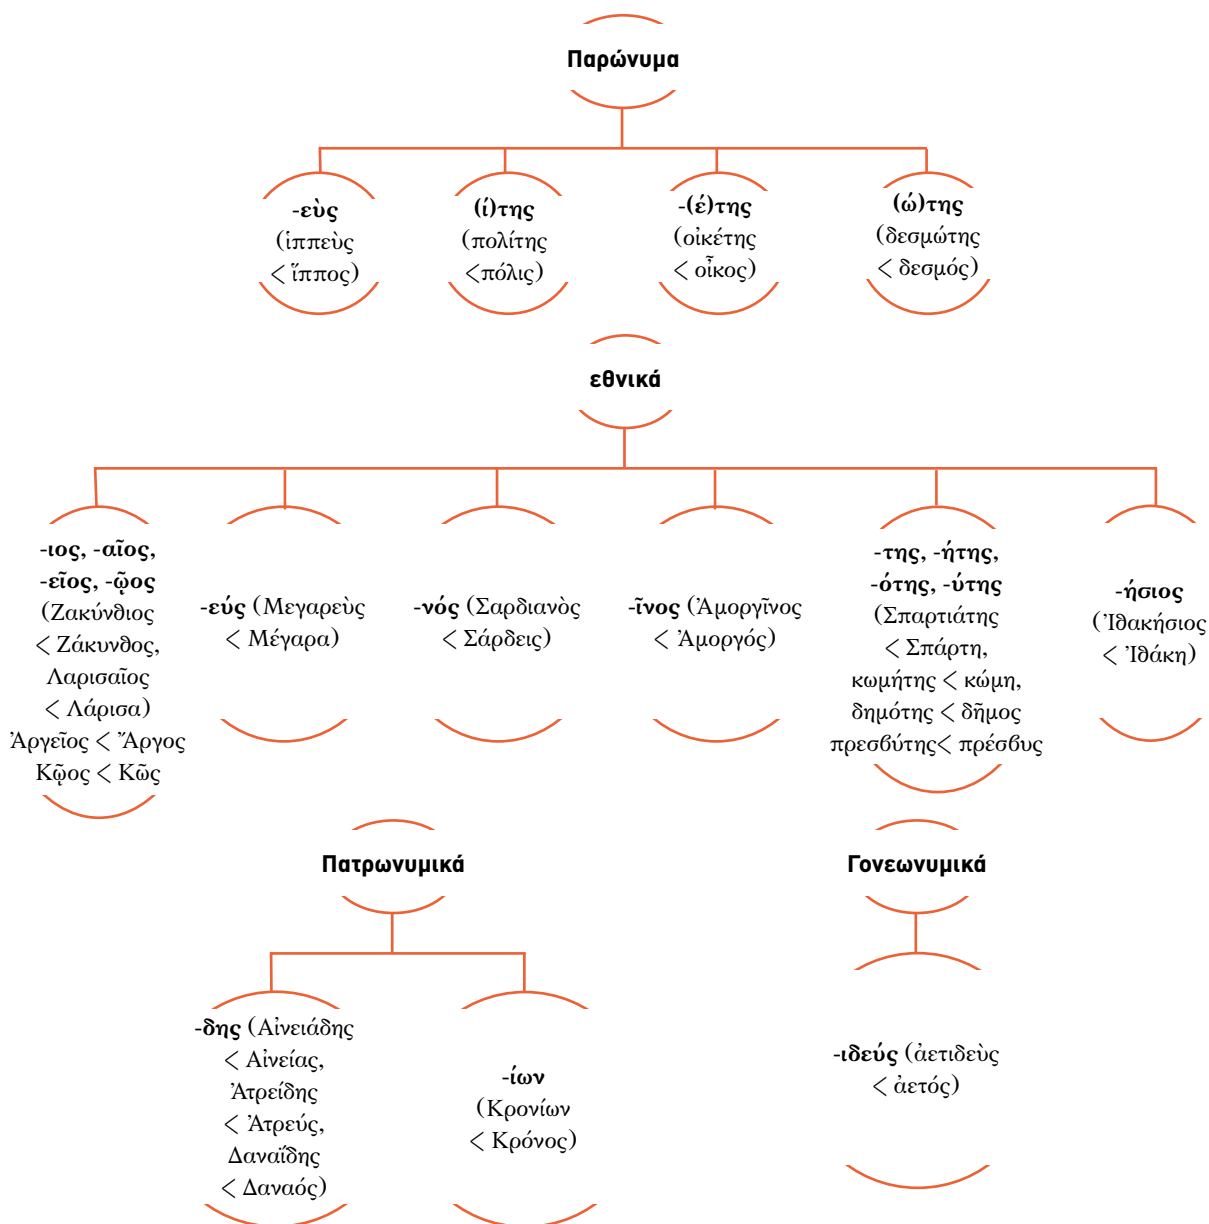 Παρώνυμα
-εὺς
(ἱππεὺς
< ἵππος)
(ί)της
(πολίτης
<πόλις)
-(έ)της
(οἰκέτης
< οἶκος)
(ώ)της
(δεσμώτης
< δεσμός)
εθνικά
-ιος, -αῖος,
-εῖος, -ῷος
(Ζακύνθιος
< Ζάκυνθος,
Λαρισαῖος
< Λάρισα)
Ἀργεῖος < Ἄργος
Κῷος < Κῶς
-εύς (Μεγαρεὺς
< Μέγαρα)
-νός (Σαρδιανὸς
< Σάρδεις)
-ῖνος (Ἀμοργῖνος
< Ἀμοργός)
-της, -ήτης,
-ότης, -ύτης
(Σπαρτιάτης
< Σπάρτη,
κωμήτης < κώμη,
δημότης < δῆμος
πρεσϐύτης< πρέσϐυς
-ήσιος
(Ἰθακήσιος
< Ἰθάκη)
Πατρωνυμικά
-δης (Αἰνειάδης
< Αἰνείας,
Ἀτρείδης
< Ἀτρεύς,
Δαναΐδης
< Δαναός)
-ίων
(Κρονίων
< Κρόνος)
Γονεωνυμικά
-ιδεύς (ἀετιδεὺς
< ἀετός)